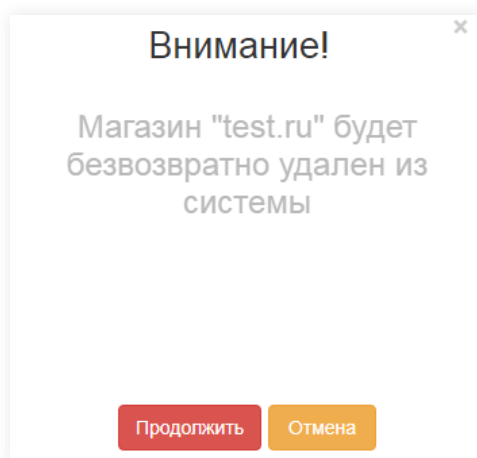 ×
Внимание!
Магазин "test.ru" будет
безвозвратно удален из
системы
Продолжить Отмена